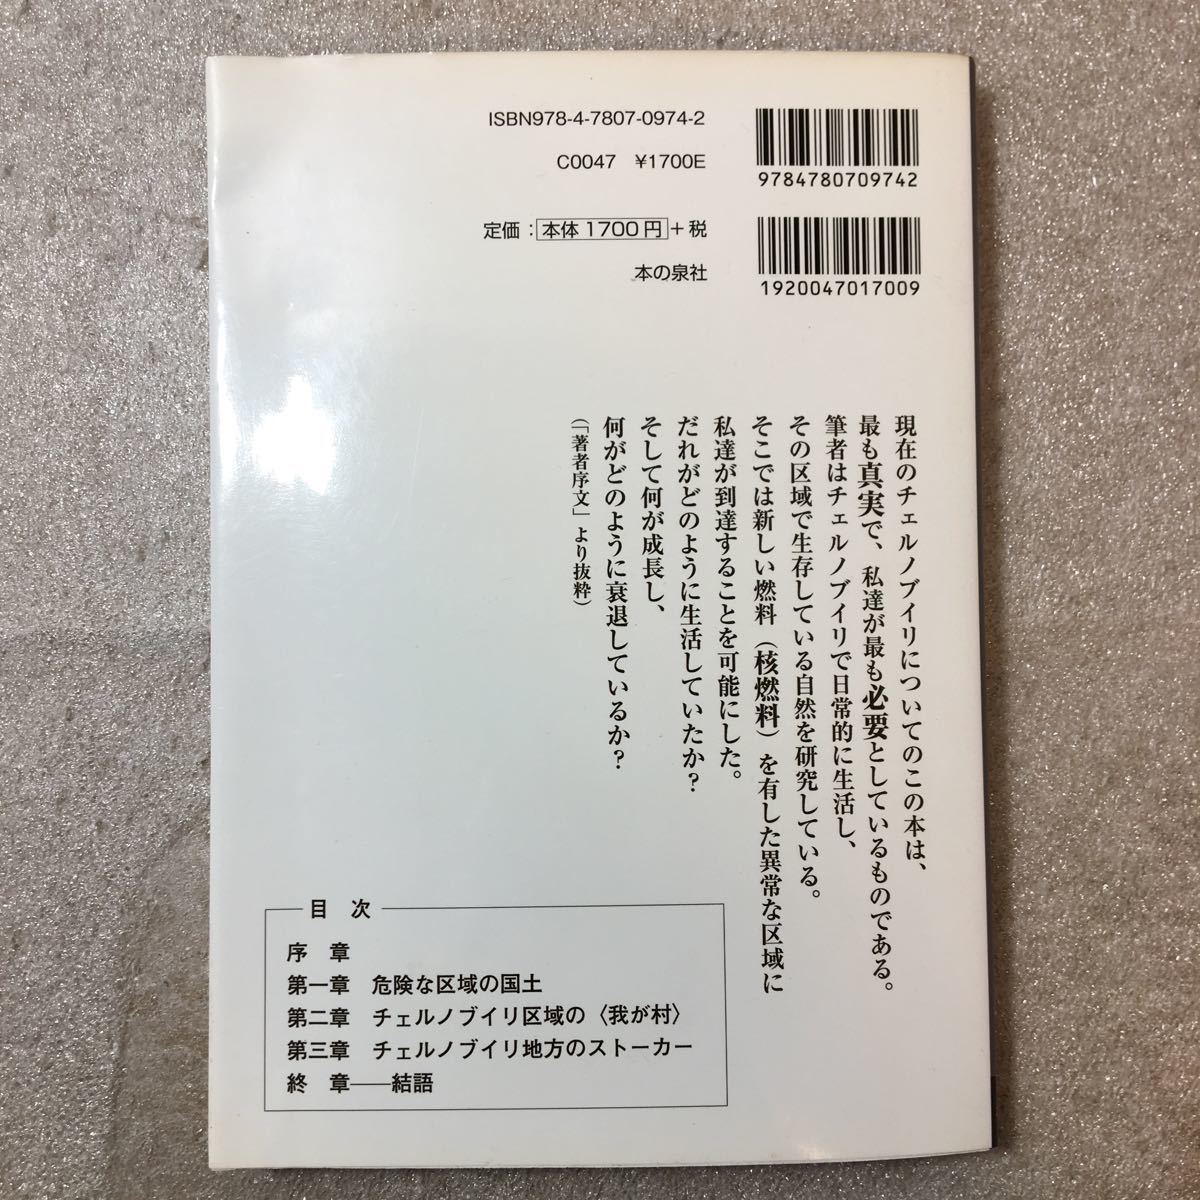 ISBN978-4-7807-0974-2
C0047 ¥1700E
定価：本体1700円＋税
本の泉社
9784780709742
1920047017009
現在のチェルノブイリについてのこの本は、
最も真実で、私達が最も必要としているものである。
筆者はチェルノブイリで日常的に生活し、
その区域で生存している自然を研究している。
そこでは新しい燃料（核燃料）を有した異常な区域に
私達が到達することを可能にした。
だれがどのように生活していたか？
そして何が成長し、
何がどのように衰退しているか？
（「著者序文」より抜粋）
目 次
序 章
第一章 危険な区域の国土
第二章 チェルノブイリ区域の〈我が村〉
第三章 チェルノブイリ地方のストーカー
終 章――結語